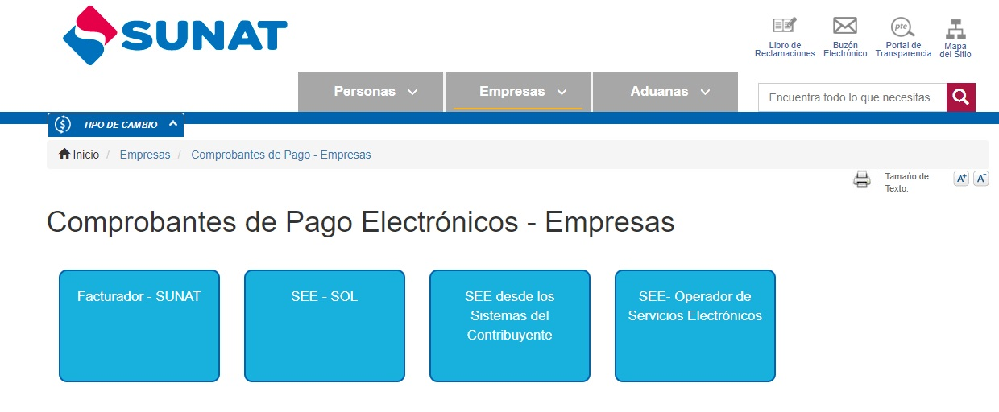 SUNAT
Libro de
Reclamaciones
Buzón
Electrónico
pte
Portal de
Transparencia
Mapa
del Sitio
Personas
Empresas
Aduanas
Encuentra todo lo que necesitas
TIPO DE CAMBIO
Inicio / Empresas / Comprobantes de Pago - Empresas
Tamańo de
Texto:
A+
A-
Comprobantes de Pago Electrónicos - Empresas
Facturador - SUNAT
SEE - SOL
SEE desde los
Sistemas del
Contribuyente
SEE- Operador de
Servicios Electrónicos